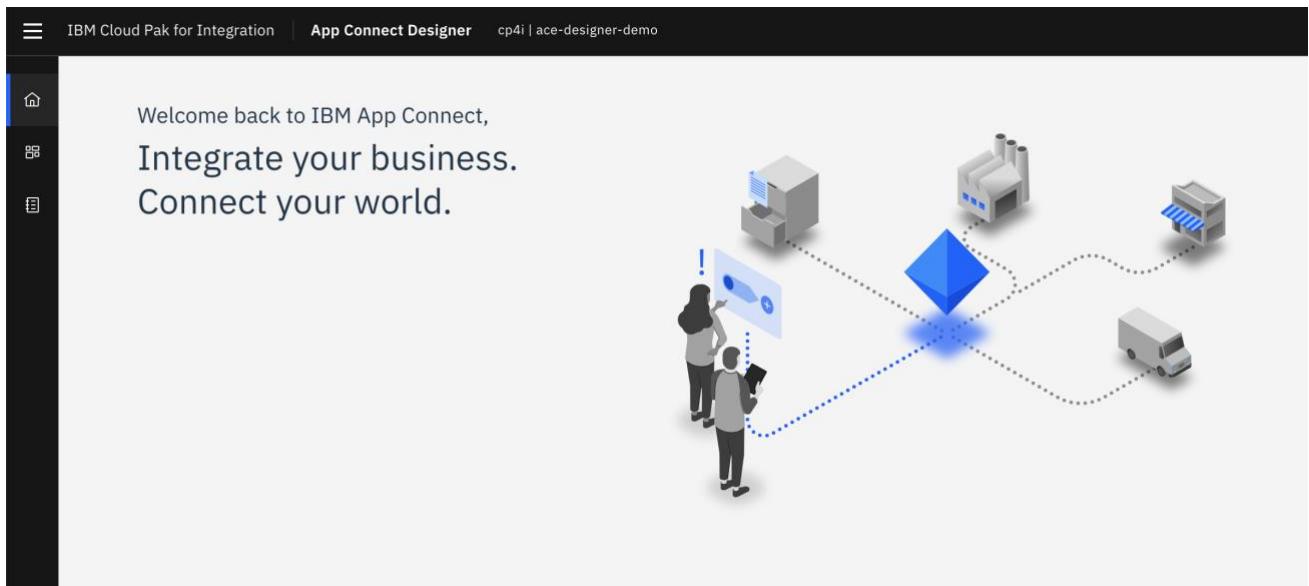 IBM Cloud Pak for Integration App Connect Designer cp4i | ace-designer-demo
Welcome back to IBM App Connect,
Integrate your business.
Connect your world.
!